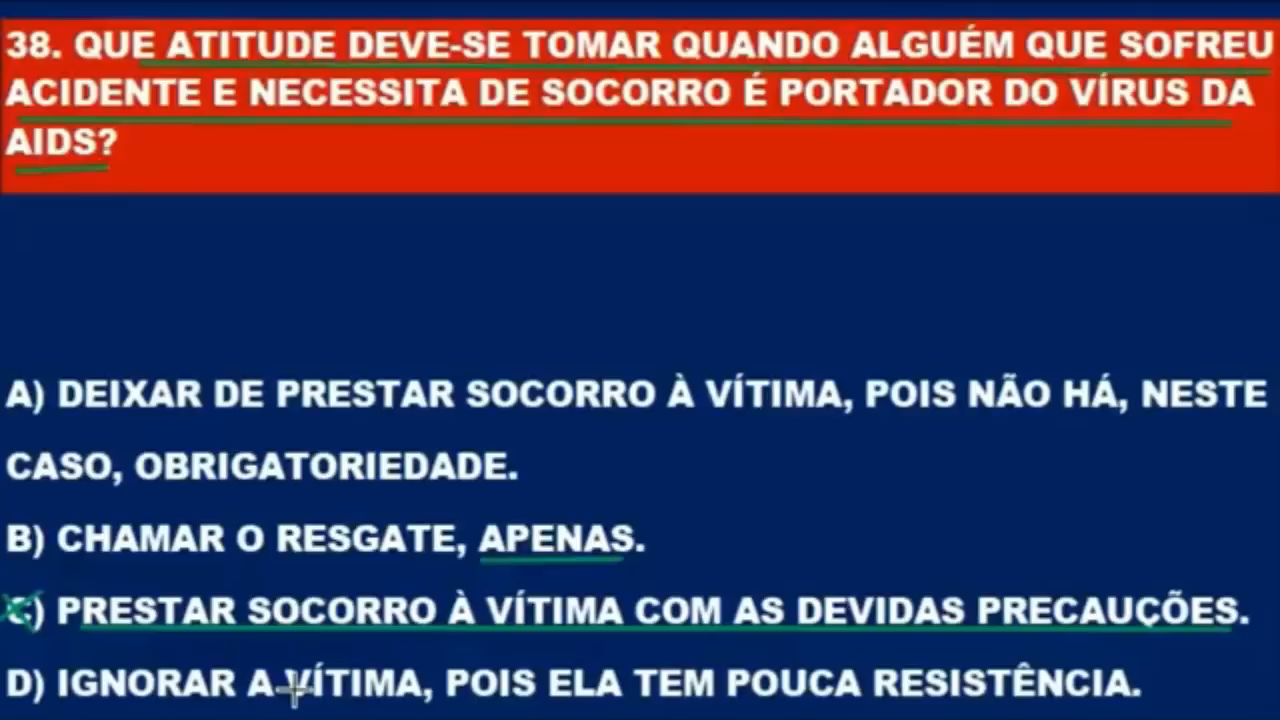 38. QUE ATITUDE DEVE-SE TOMAR QUANDO ALGUÉM QUE SOFREU
ACIDENTE E NECESSITA DE SOCORRO É PORTADOR DO VÍRUS DA
AIDS?
A) DEIXAR DE PRESTAR SOCORRO À VÍTIMA, POIS NÃO HÁ, NESTE
CASO, OBRIGATORIEDADE.
B) CHAMAR O RESGATE, APENAS.
C) PRESTAR SOCORRO À VÍTIMA COM AS DEVIDAS PRECAUÇÕES.
D) IGNORAR A VÍTIMA, POIS ELA TEM POUCA RESISTÊNCIA.